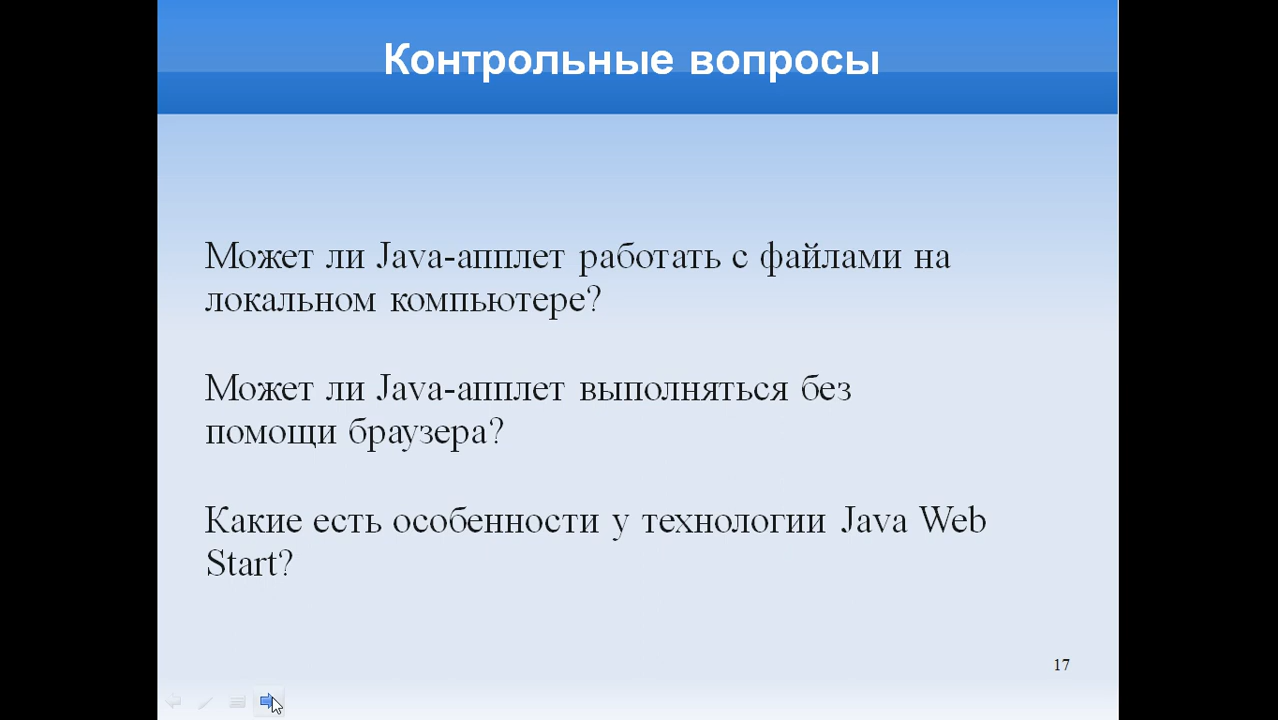 Контрольные вопросы
Может ли Java-апплет работать с файлами на
локальном компьютере?
Может ли Java-апплет выполняться без
помощи браузера?
Какие есть особенности у технологии Java Web
Start?
17